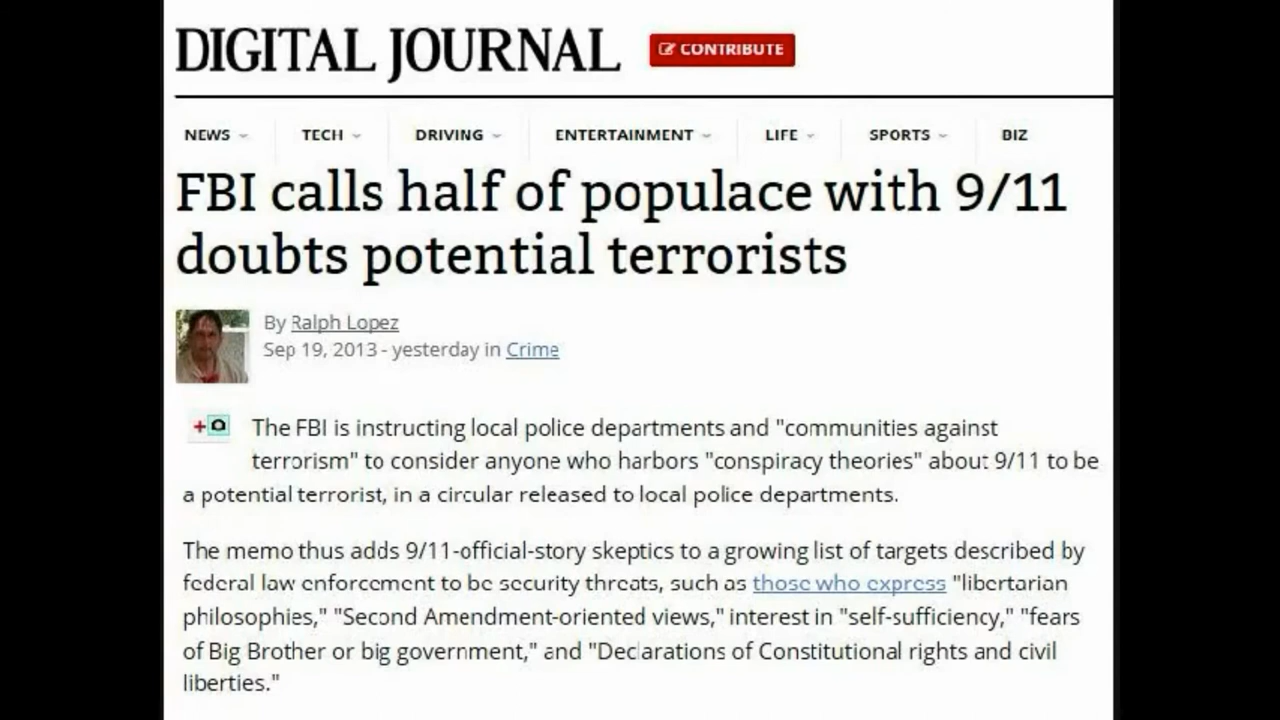 DIGITAL JOURNAL
CONTRIBUTE
NEWS TECH DRIVING ENTERTAINMENT LIFE SPORTS BIZ
FBI calls half of populace with 9/11
doubts potential terrorists
By Ralph Lopez
Sep 19, 2013 - yesterday in Crime
The FBI is instructing local police departments and "communities against
terrorism" to consider anyone who harbors "conspiracy theories" about 9/11 to be
a potential terrorist, in a circular released to local police departments.
The memo thus adds 9/11-official-story skeptics to a growing list of targets described by
federal law enforcement to be security threats, such as those who express "libertarian
philosophies," "Second Amendment-oriented views," interest in "self-sufficiency," "fears
of Big Brother or big government," and "Declarations of Constitutional rights and civil
liberties."